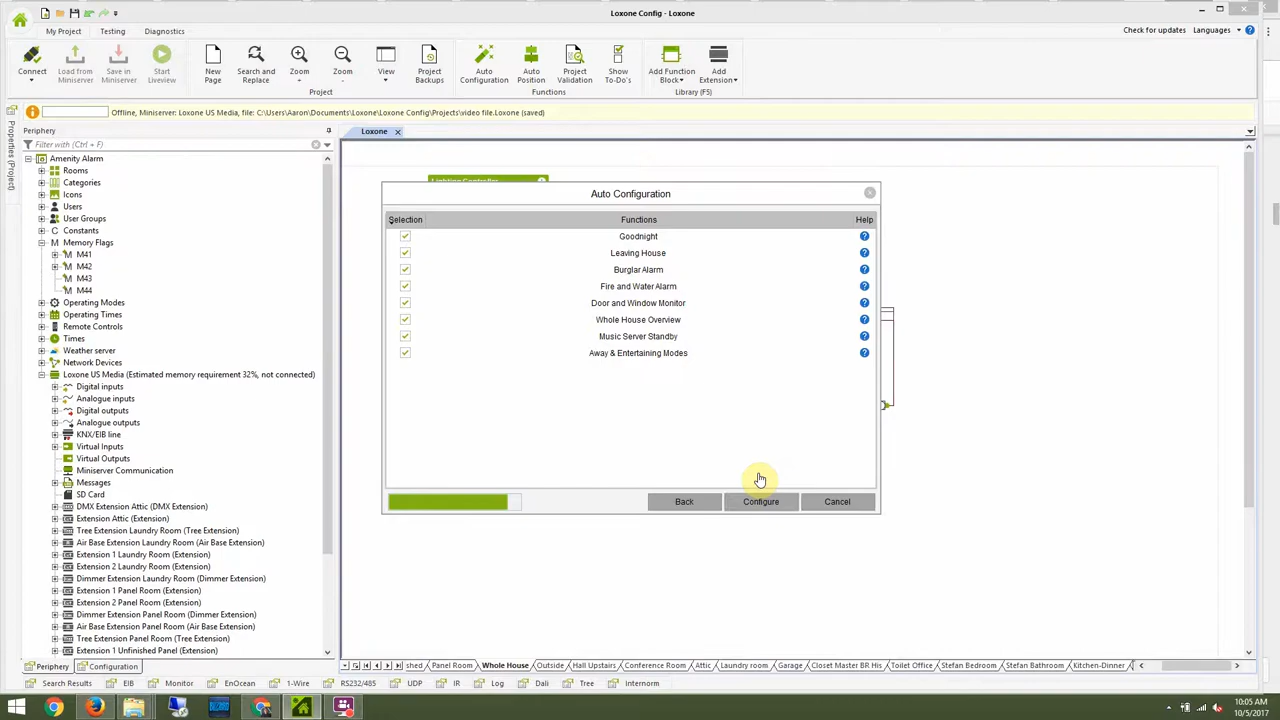 Loxone Config - Loxone
My Project Testing Diagnostics
Check for updates Languages
Connect Load from Miniserver Save in Miniserver Start Liveview New Page Search and Replace Zoom Zoom View Project Backups Auto Configuration Auto Position Project Validation Show To-Do's Add Function Block Add Extension
Project Functions Library (F5)
Offline, Miniserver: Loxone US Media, file: C:\Users\Aaron\Documents\Loxone\Loxone Config\Projects\video file.Loxone (saved)
Properties (Project)
Periphery
Loxone
Filter with (Ctrl + F)
Amenity Alarm
Rooms
Categories
Icons
Users
User Groups
Constants
Memory Flags
M41
M42
M43
M44
Operating Modes
Operating Times
Remote Controls
Times
Weather server
Network Devices
Loxone US Media (Estimated memory requirement 32%, not connected)
Digital inputs
Analogue inputs
Digital outputs
Analogue outputs
KNX/EIB line
Virtual Inputs
Virtual Outputs
Miniserver Communication
Messages
SD Card
DMX Extension Attic (DMX Extension)
Extension Attic (Extension)
Tree Extension Laundry Room (Tree Extension)
Air Base Extension Laundry Room (Air Base Extension)
Extension 1 Laundry Room (Extension)
Extension 2 Laundry Room (Extension)
Dimmer Extension Laundry Room (Dimmer Extension)
Extension 1 Panel Room (Extension)
Extension 2 Panel Room (Extension)
Dimmer Extension Panel Room (Dimmer Extension)
Air Base Extension Panel Room (Air Base Extension)
Tree Extension Panel Room (Tree Extension)
Extension 1 Unfinished Panel (Extension)
Periphery Configuration
Lighting Controller
Auto Configuration
Selection Functions Help
Goodnight
Leaving House
Burglar Alarm
Fire and Water Alarm
Door and Window Monitor
Whole House Overview
Music Server Standby
Away & Entertaining Modes
Back Configure Cancel
shed Panel Room Whole House Outside Hall Upstairs Conference Room Attic Laundry room Garage Closet Master BR His Toilet Office Stefan Bedroom Stefan Bathroom Kitchen-Dinner
Search Results EIB Monitor EnOcean 1-Wire RS232/485 UDP IR Log Dali Tree Internorm
10:05 AM
10/5/2017